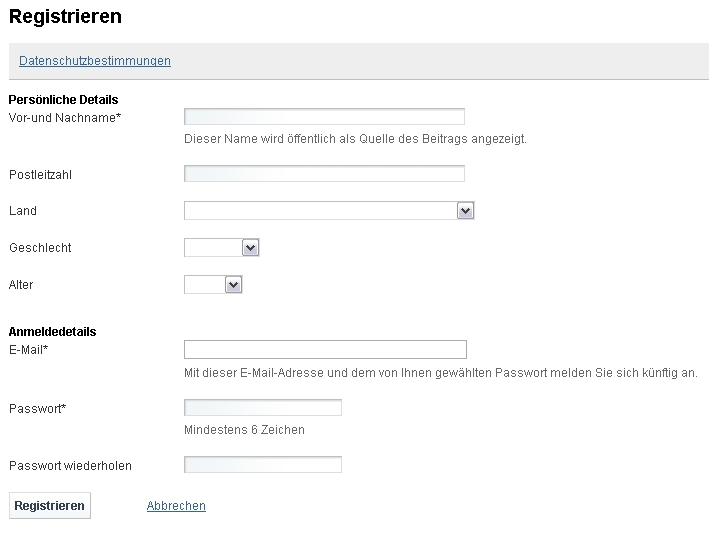 Registrieren
Datenschutzbestimmungen
Persönliche Details
Vor-und Nachname*
Dieser Name wird öffentlich als Quelle des Beitrags angezeigt.
Postleitzahl
Land
Geschlecht
Alter
Anmeldedetails
E-Mail*
Mit dieser E-Mail-Adresse und dem von Ihnen gewählten Passwort melden Sie sich künftig an.
Passwort*
Mindestens 6 Zeichen
Passwort wiederholen
Registrieren Abbrechen